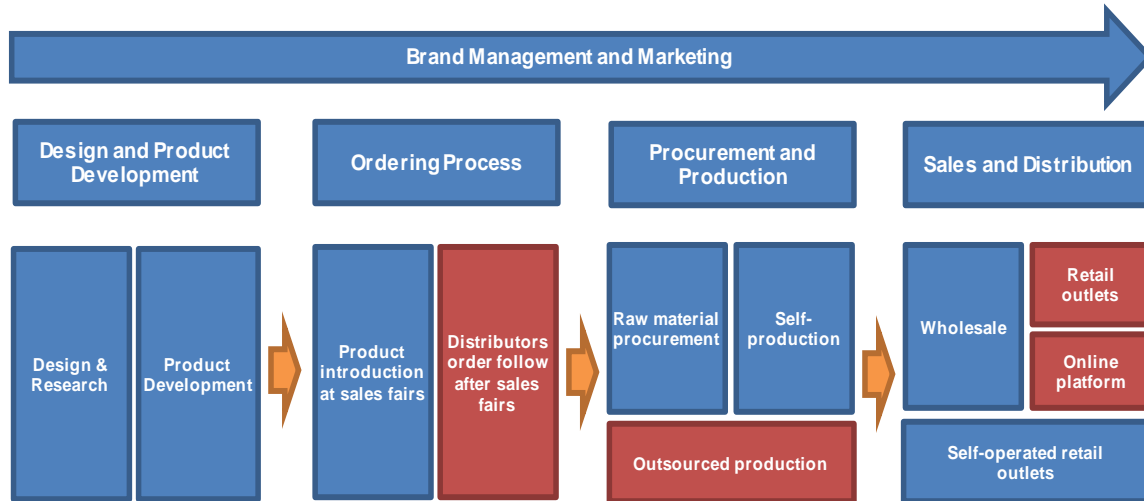 Brand Management and Marketing
Design and Product
Development
Ordering Process
Procurement and
Production
Sales and Distribution
Design &
Research
Product
Development
Product
introduction
at sales fairs
Distributors
order follow
after sales
fairs
Raw material
procurement
Self-
production
Outsourced production
Wholesale
Retail
outlets
Online
platform
Self-operated retail
outlets